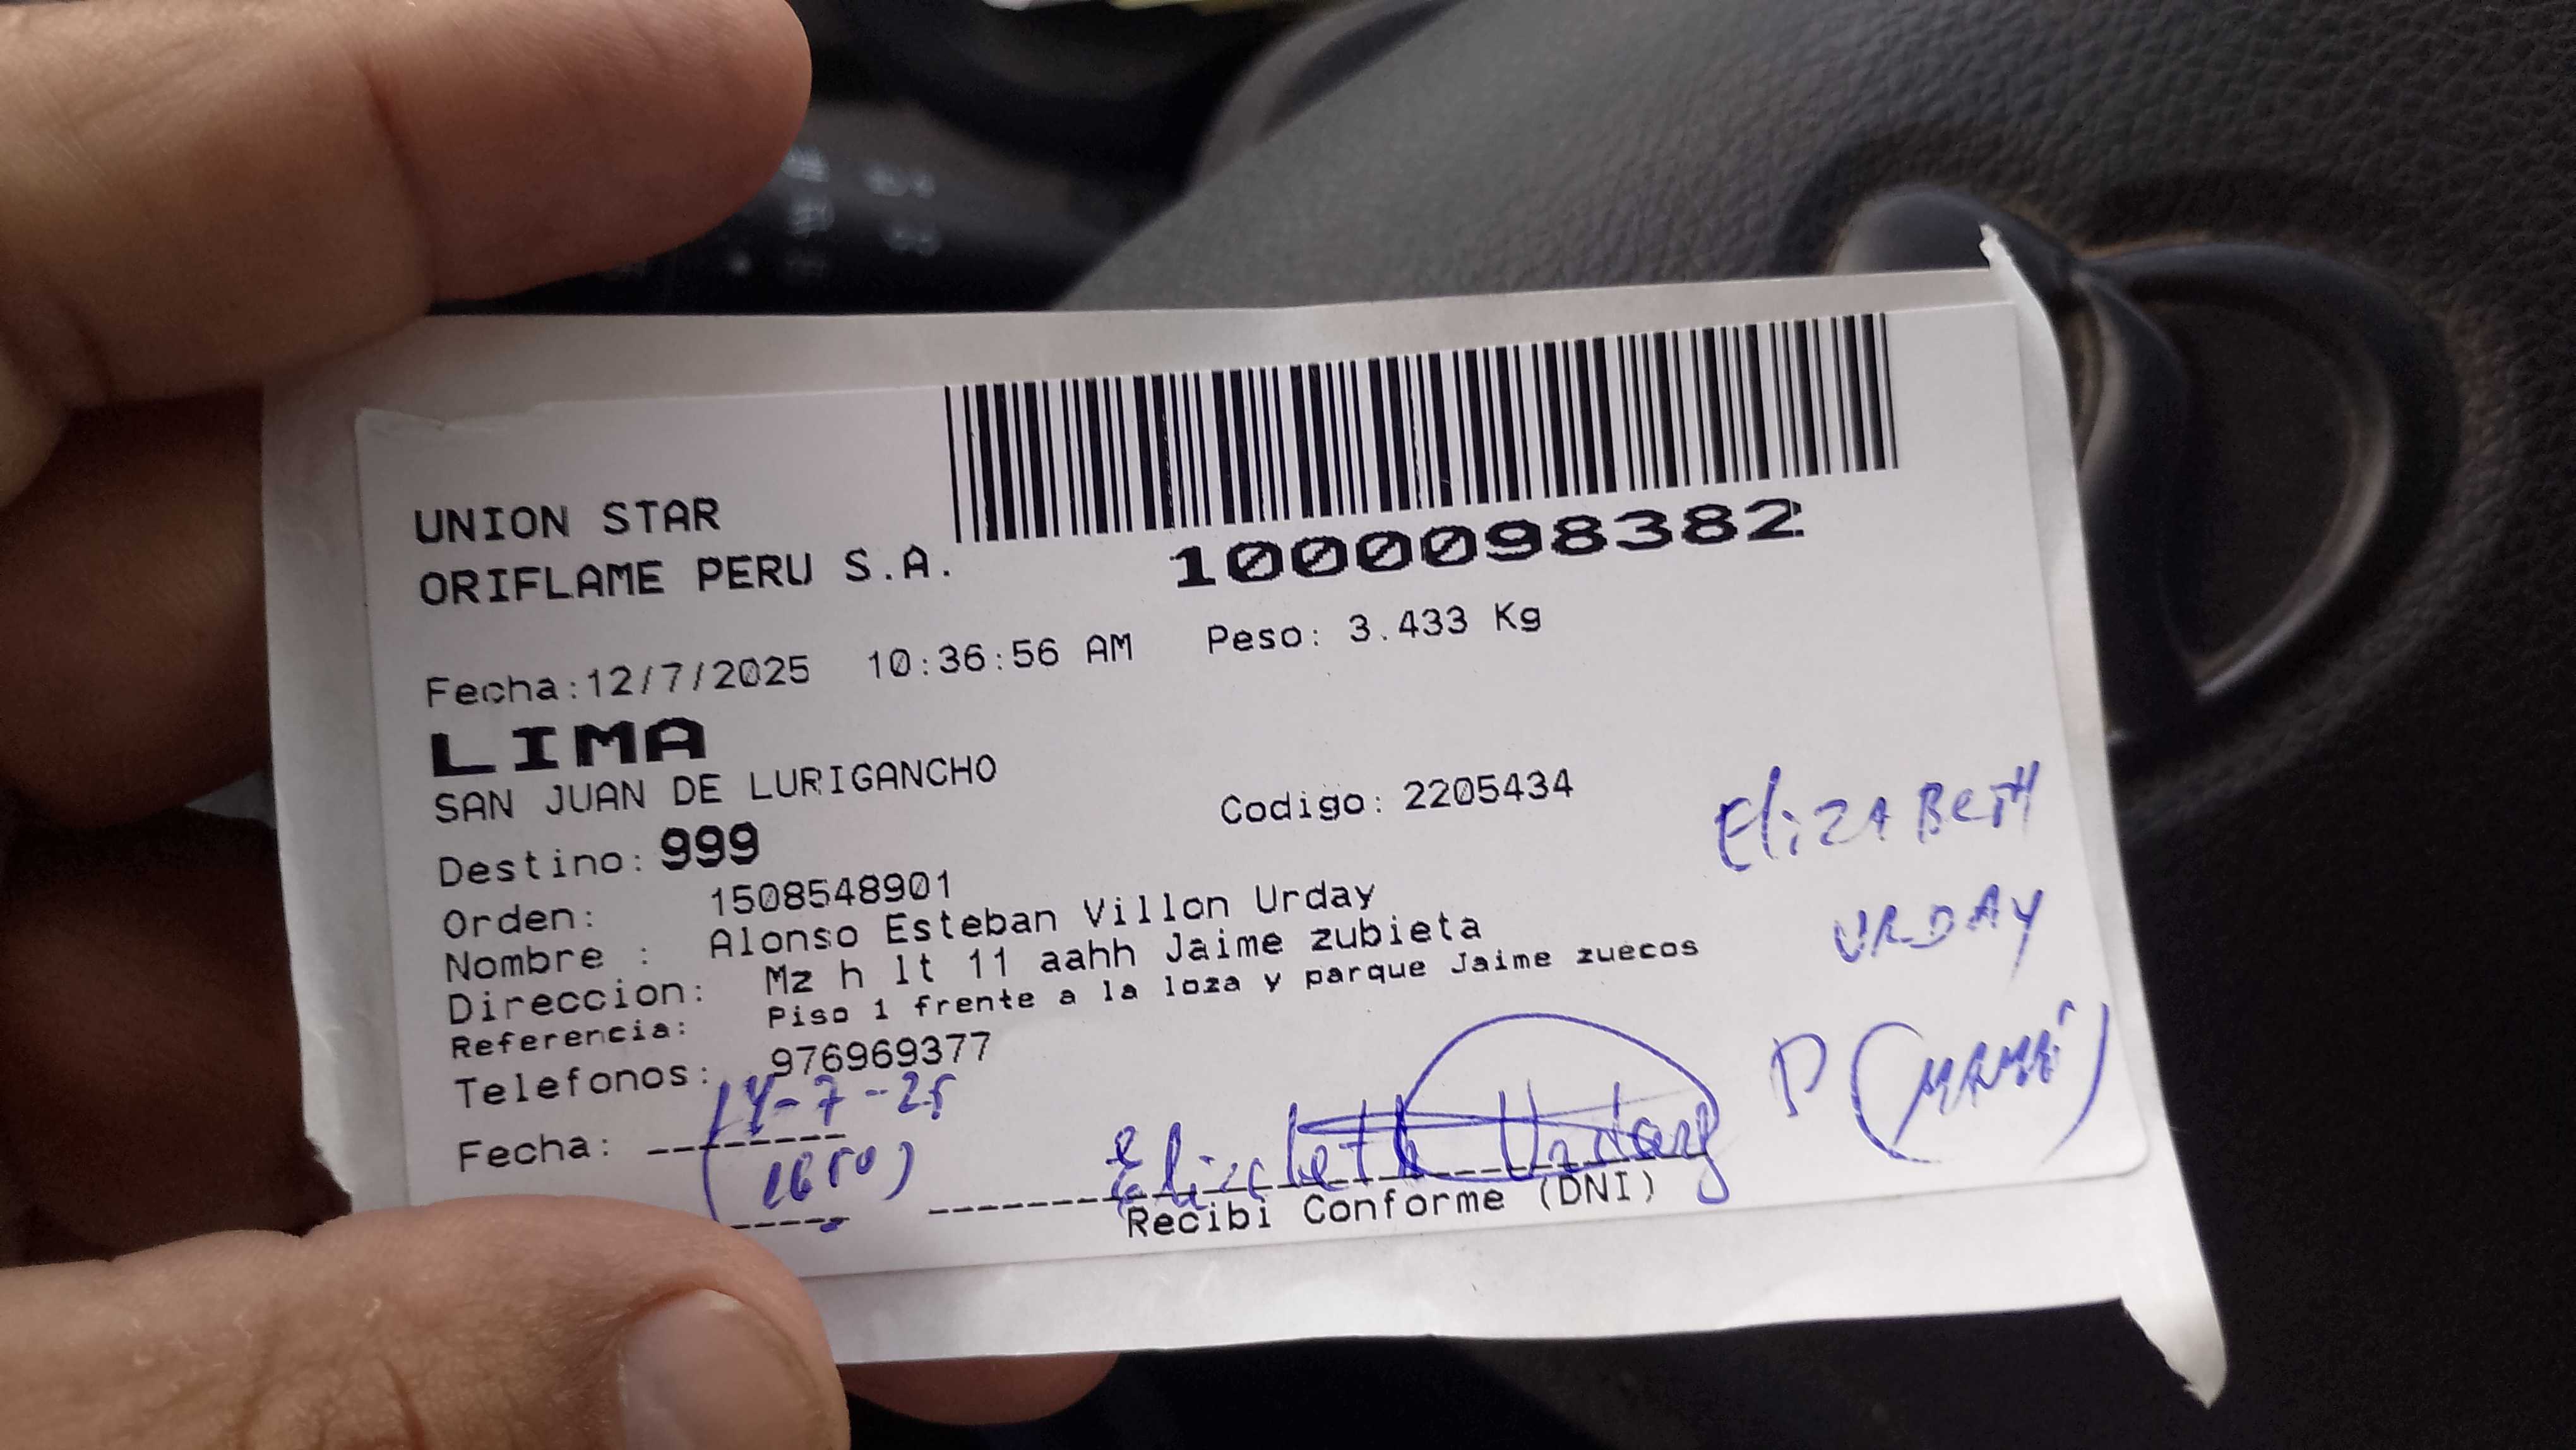 UNION STAR
ORIFLAME PERU S.A.
1000098382
Fecha:12/7/2025 10:36:56 AM Peso: 3.433 Kg
LIMA
SAN JUAN DE LURIGANCHO
Codigo: 2205434
Destino: 999
Orden: 1508548901
Nombre : Alonso Esteban Villon Urday
Direccion: Mz h lt 11 aahh Jaime zubieta
Referencia: Piso 1 frente a la loza y parque Jaime zuecos
Telefonos: 976969377
Fecha: 14-7-25
(1650)
Elizabeth Urday
Recibi Conforme (DNI)
ElizABETH
URDAY
P (MAMÁ)